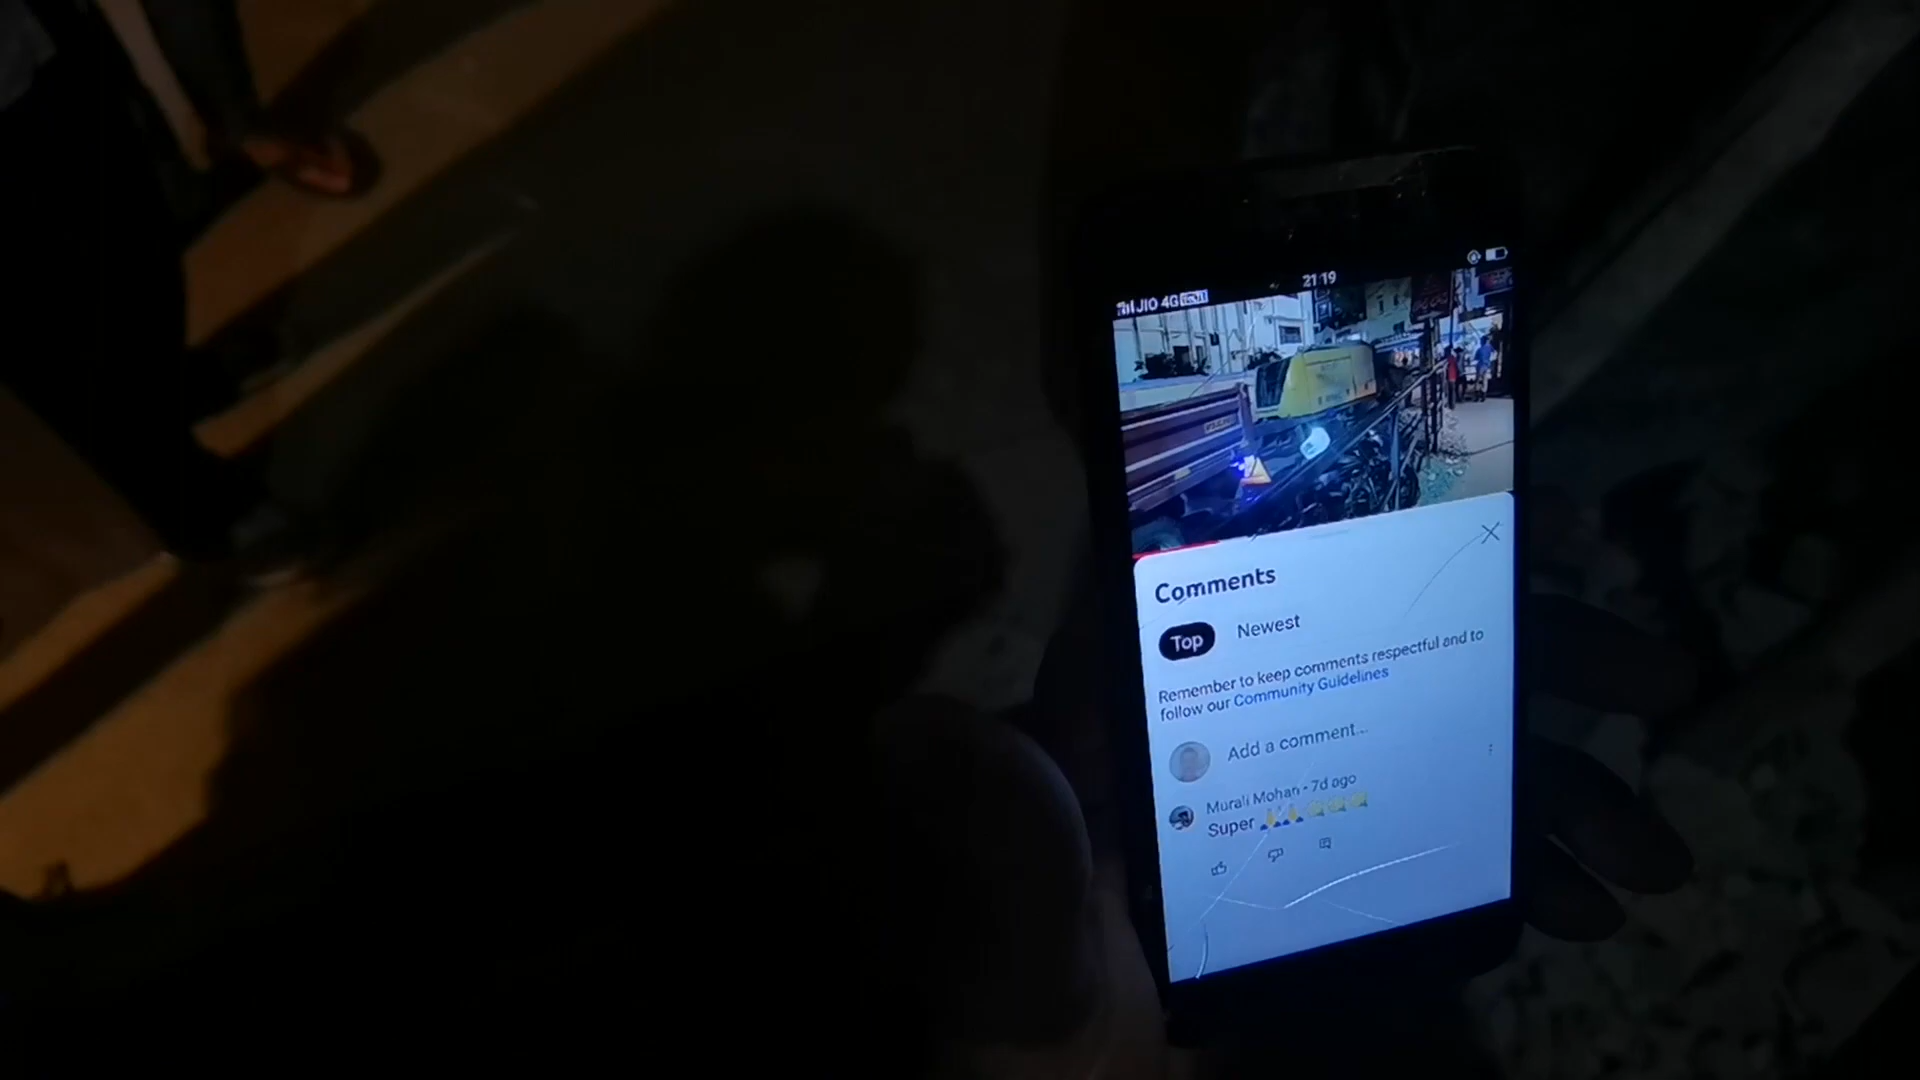 JIO 4G 21:19
Comments
Top Newest
Remember to keep comments respectful and to
follow our Community Guidelines
Add a comment...
Murali Mohan • 7d ago
Super 🙏🙏💐💐💐